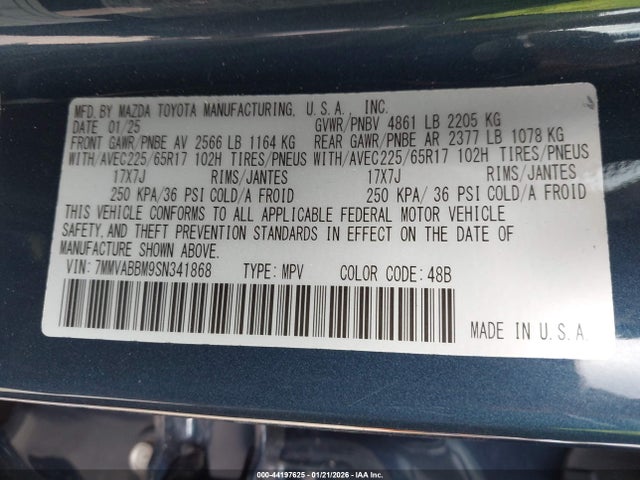 MFD. BY MAZDA TOYOTA MANUFACTURING, U.S.A., INC.
DATE 01/25 GVWR/PNBV 4861 LB 2205 KG
FRONT GAWR/PNBE AV 2566 LB 1164 KG REAR GAWR/PNBE AR 2377 LB 1078 KG
WITH/AVEC225/65R17 102H TIRES/PNEUS WITH/AVEC225/65R17 102H TIRES/PNEUS
17X7J RIMS/JANTES 17X7J RIMS/JANTES
250 KPA/36 PSI COLD/A FROID 250 KPA/ 36 PSI COLD/A FROID
THIS VEHICLE CONFORMS TO ALL APPLICABLE FEDERAL MOTOR VEHICLE
SAFETY, AND THEFT PREVENTION STANDARDS IN EFFECT ON THE DATE OF
MANUFACTURE SHOWN ABOVE.
VIN: 7MMVABBM9SN341868 TYPE: MPV COLOR CODE: 48B
MADE IN U.S.A.
000-44197625 - 01/21/2026 - IAA Inc.